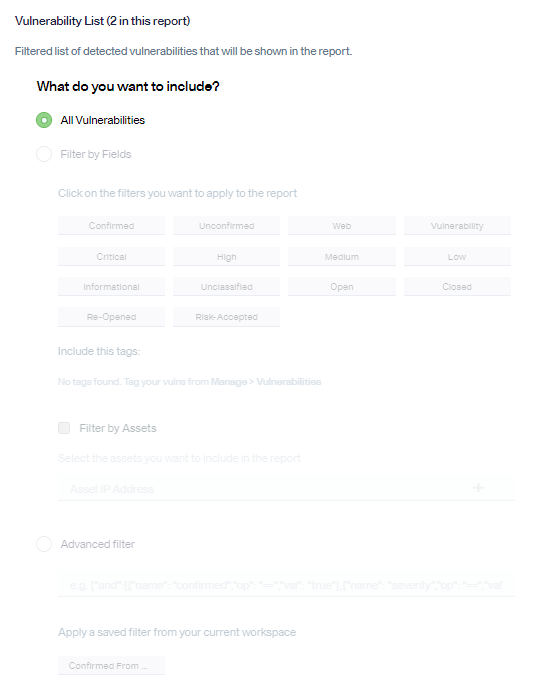 Vulnerability List (2 in this report)
Filtered list of detected vulnerabilities that will be shown in the report.
What do you want to include?
All Vulnerabilities
Filter by Fields
Click on the filters you want to apply to the report
Confirmed Unconfirmed Web Vulnerability
Critical High Medium Low
Informational Unclassified Open Closed
Re-Opened Risk-Accepted
Include this tags:
No tags found. Tag your vulns from Manage > Vulnerabilities
Filter by Assets
Select the assets you want to include in the report
Asset IP Address +
Advanced filter
e.g. ["and":[{"name": "confirmed","op": "==","val": "true"},{"name": "severity","op": "==","val
Apply a saved filter from your current workspace
Confirmed From ...